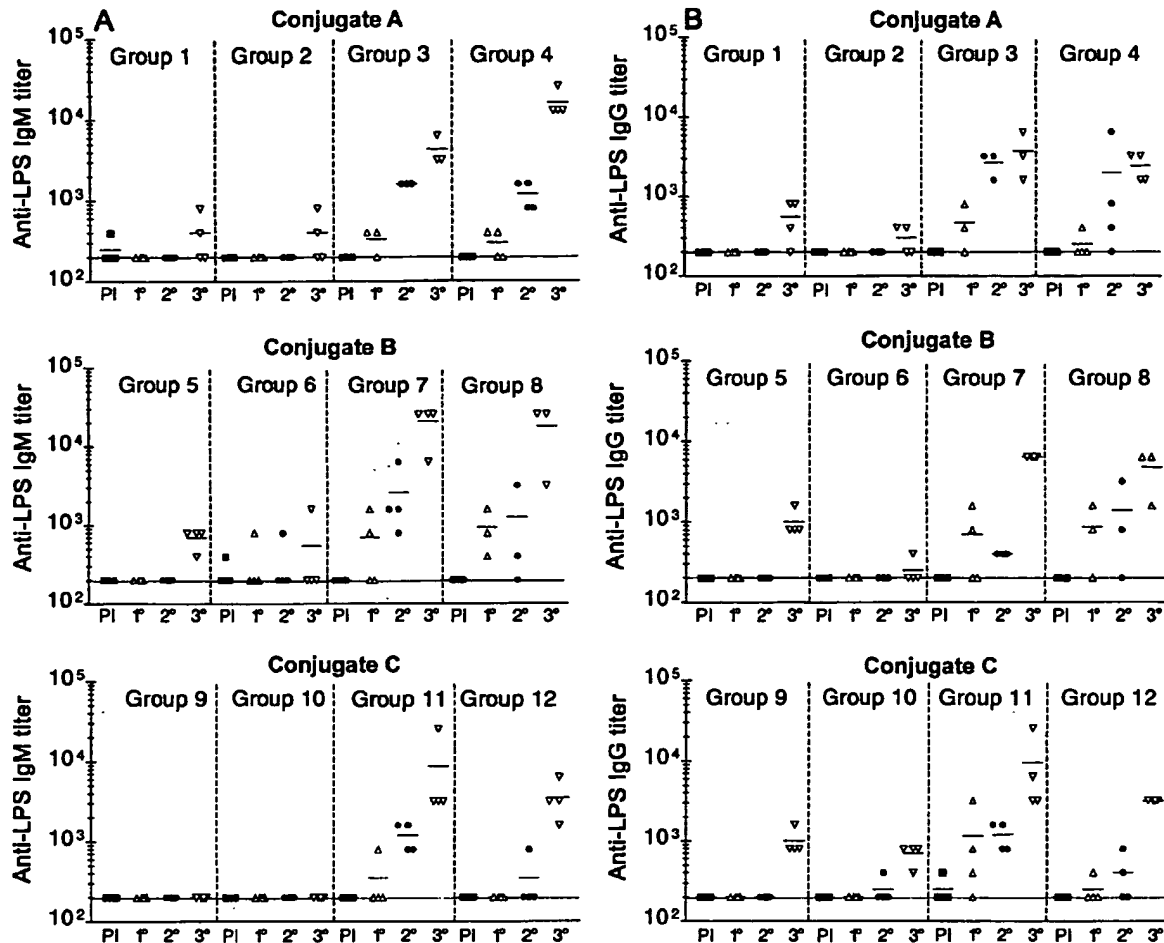 A
Conjugate A
Anti-LPS IgM titer
10⁵
10⁴
10³
10²
Group 1 Group 2 Group 3 Group 4
PI 1° 2° 3° PI 1° 2° 3° PI 1° 2° 3° PI 1° 2° 3°
Conjugate B
Anti-LPS IgM titer
10⁵
10⁴
10³
10²
Group 5 Group 6 Group 7 Group 8
PI 1° 2° 3° PI 1° 2° 3° PI 1° 2° 3° PI 1° 2° 3°
Conjugate C
Anti-LPS IgM titer
10⁵
10⁴
10³
10²
Group 9 Group 10 Group 11 Group 12
PI 1° 2° 3° PI 1° 2° 3° PI 1° 2° 3° PI 1° 2° 3°
B
Conjugate A
Anti-LPS IgG titer
10⁵
10⁴
10³
10²
Group 1 Group 2 Group 3 Group 4
PI 1° 2° 3° PI 1° 2° 3° PI 1° 2° 3° PI 1° 2° 3°
Conjugate B
Anti-LPS IgG titer
10⁵
10⁴
10³
10²
Group 5 Group 6 Group 7 Group 8
PI 1° 2° 3° PI 1° 2° 3° PI 1° 2° 3° PI 1° 2° 3°
Conjugate C
Anti-LPS IgG titer
10⁵
10⁴
10³
10²
Group 9 Group 10 Group 11 Group 12
PI 1° 2° 3° PI 1° 2° 3° PI 1° 2° 3° PI 1° 2° 3°